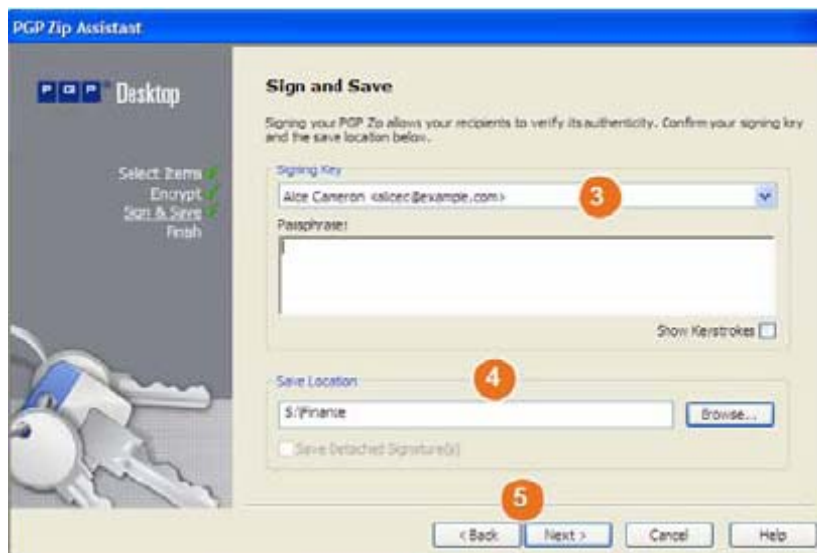 PGP Zip Assistant
PGP Desktop
Select Items
Encrypt
Sign & Save
Finish
Sign and Save
Signing your PGP Zip allows your recipients to verify its authenticity. Confirm your signing key
and the save location below.
Signing Key
Alice Cameron <alicec@example.com>
3
Passphrase:
Show Keystrokes
4
Save Location
S:\Finance
Browse...
Save Detached Signature(s)
5
< Back
Next >
Cancel
Help